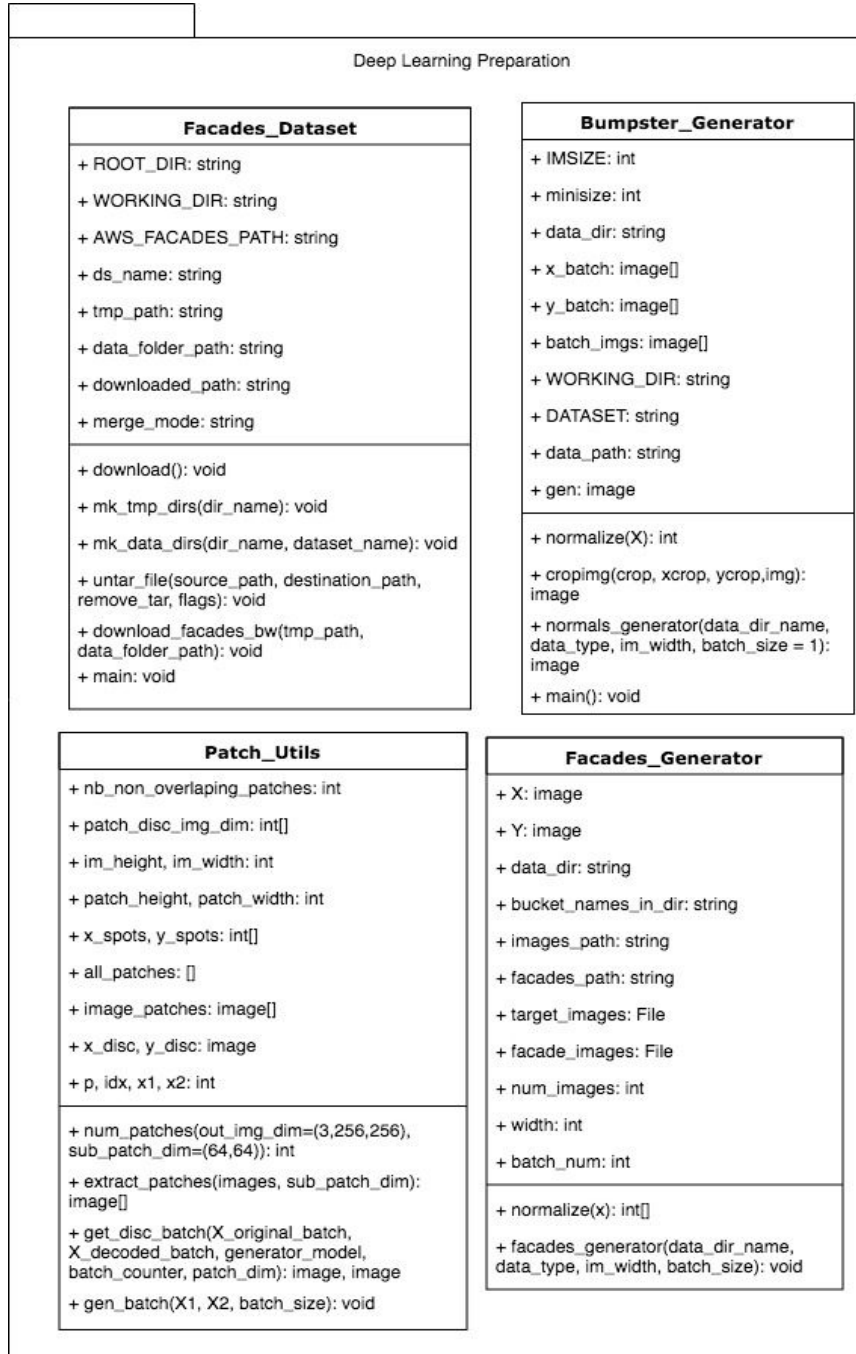 Deep Learning Preparation
Facades_Dataset
+ ROOT_DIR: string
+ WORKING_DIR: string
+ AWS_FACADES_PATH: string
+ ds_name: string
+ tmp_path: string
+ data_folder_path: string
+ downloaded_path: string
+ merge_mode: string
+ download(): void
+ mk_tmp_dirs(dir_name): void
+ mk_data_dirs(dir_name, dataset_name): void
+ untar_file(source_path, destination_path,
remove_tar, flags): void
+ download_facades_bw(tmp_path,
data_folder_path): void
+ main: void
Bumpster_Generator
+ IMSIZE: int
+ minisize: int
+ data_dir: string
+ x_batch: image[]
+ y_batch: image[]
+ batch_imgs: image[]
+ WORKING_DIR: string
+ DATASET: string
+ data_path: string
+ gen: image
+ normalize(X): int
+ cropimg(crop, xcrop, ycrop,img):
image
+ normals_generator(data_dir_name,
data_type, im_width, batch_size = 1):
image
+ main(): void
Patch_Utils
+ nb_non_overlaping_patches: int
+ patch_disc_img_dim: int[]
+ im_height, im_width: int
+ patch_height, patch_width: int
+ x_spots, y_spots: int[]
+ all_patches: []
+ image_patches: image[]
+ x_disc, y_disc: image
+ p, idx, x1, x2: int
+ num_patches(out_img_dim=(3,256,256),
sub_patch_dim=(64,64)): int
+ extract_patches(images, sub_patch_dim):
image[]
+ get_disc_batch(X_original_batch,
X_decoded_batch, generator_model,
batch_counter, patch_dim): image, image
+ gen_batch(X1, X2, batch_size): void
Facades_Generator
+ X: image
+ Y: image
+ data_dir: string
+ bucket_names_in_dir: string
+ images_path: string
+ facades_path: string
+ target_images: File
+ facade_images: File
+ num_images: int
+ width: int
+ batch_num: int
+ normalize(x): int[]
+ facades_generator(data_dir_name,
data_type, im_width, batch_size): void